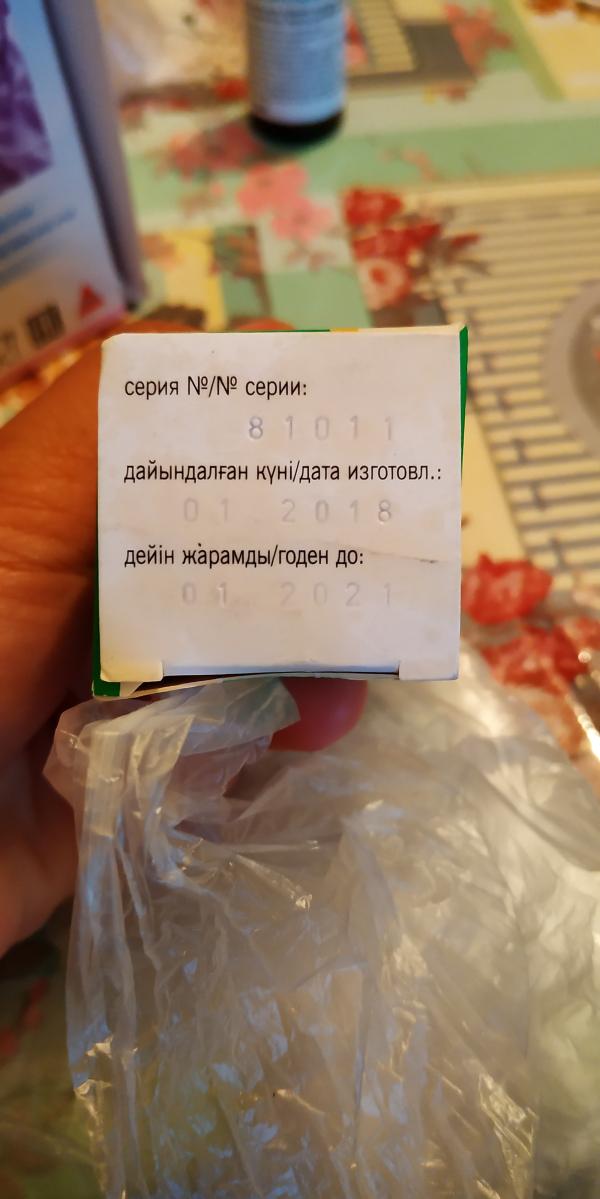 серия №/№ серии:
81011
дайындалған күні/дата изготовл.:
01 2018
дейін жарамды/годен до:
01 2021